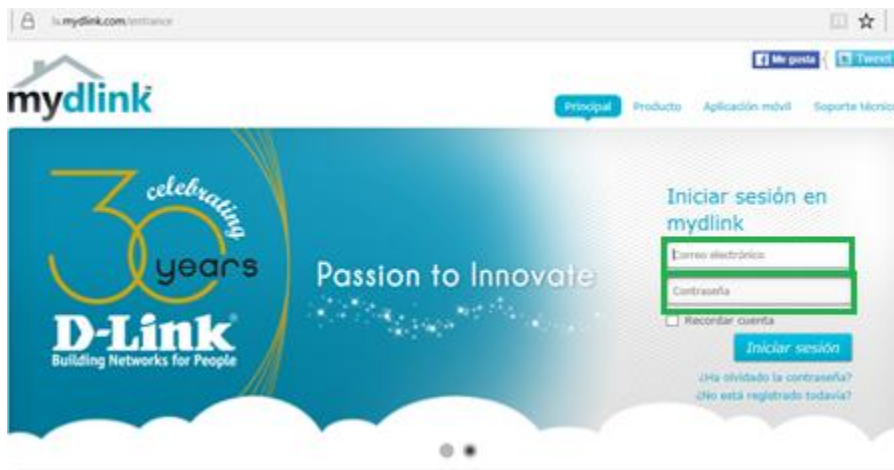 la.mydlink.com/entrance
Me gusta
Tweet
mydlink
Principal Producto Aplicación móvil Soporte técnico
celebrating
30
years
D-Link
Building Networks for People
Passion to Innovate
Iniciar sesión en
mydlink
Correo electrónico
Contraseña
Recordar cuenta
Iniciar sesión
¿Ha olvidado la contraseña?
¿No está registrado todavía?